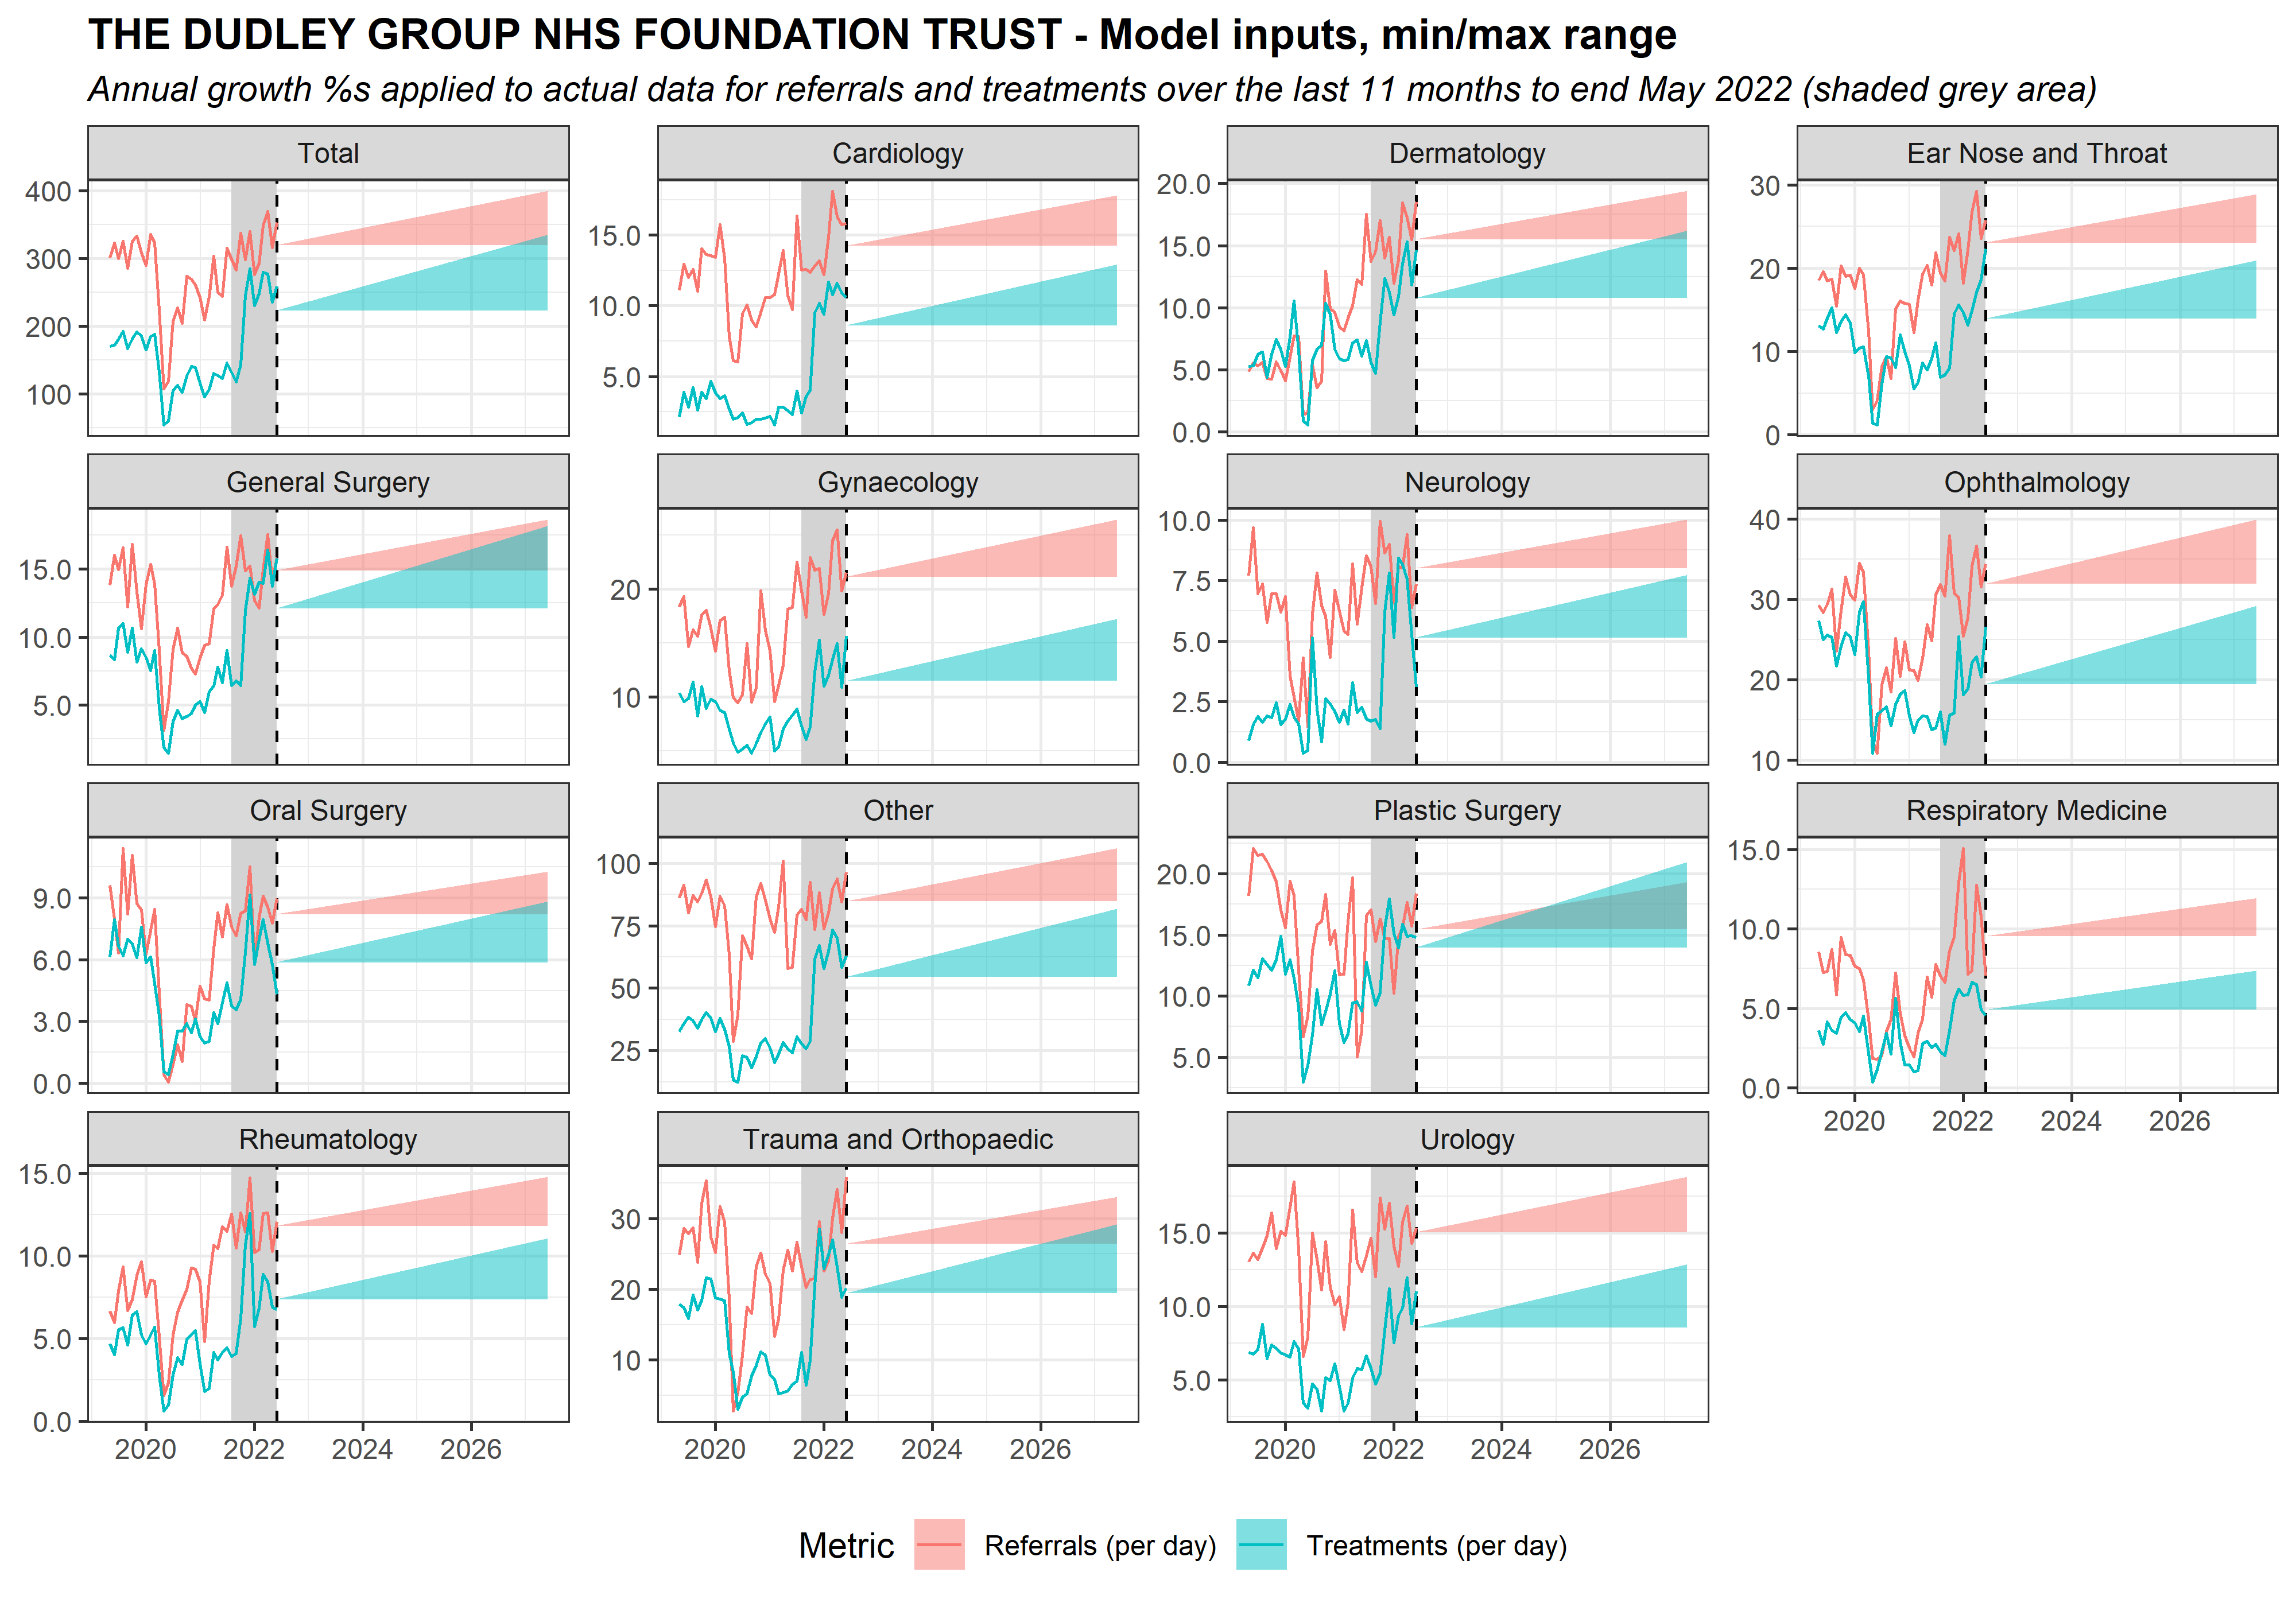 THE DUDLEY GROUP NHS FOUNDATION TRUST - Model inputs, min/max range
Annual growth %s applied to actual data for referrals and treatments over the last 11 months to end May 2022 (shaded grey area)
Total
Cardiology
Dermatology
Ear Nose and Throat
400
300
200
100
15.0
10.0
5.0
20.0
15.0
10.0
5.0
0.0
30
20
10
0
General Surgery
Gynaecology
Neurology
Ophthalmology
15.0
10.0
5.0
20
10
10.0
7.5
5.0
2.5
0.0
40
30
20
10
Oral Surgery
Other
Plastic Surgery
Respiratory Medicine
9.0
6.0
3.0
0.0
100
75
50
25
20.0
15.0
10.0
5.0
15.0
10.0
5.0
0.0
2020 2022 2024 2026
Rheumatology
Trauma and Orthopaedic
Urology
15.0
10.0
5.0
0.0
30
20
10
15.0
10.0
5.0
2020 2022 2024 2026
2020 2022 2024 2026
2020 2022 2024 2026
Metric Referrals (per day) Treatments (per day)